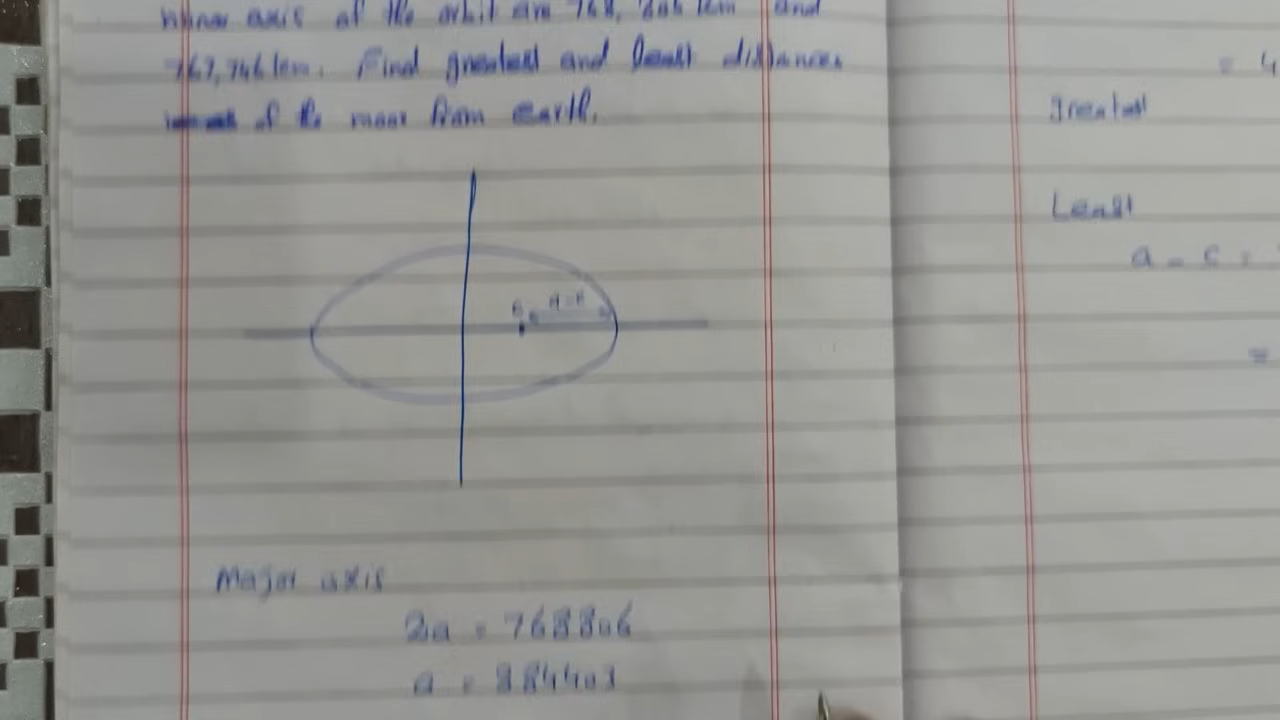 minor axis of the orbit are 768, 806 km and
767,746 km. Find greatest and least distances
of the moon from earth.
E a-c
Major axis
2a = 768806
a = 384403
= 4
Greatest
Least
a - c =
=